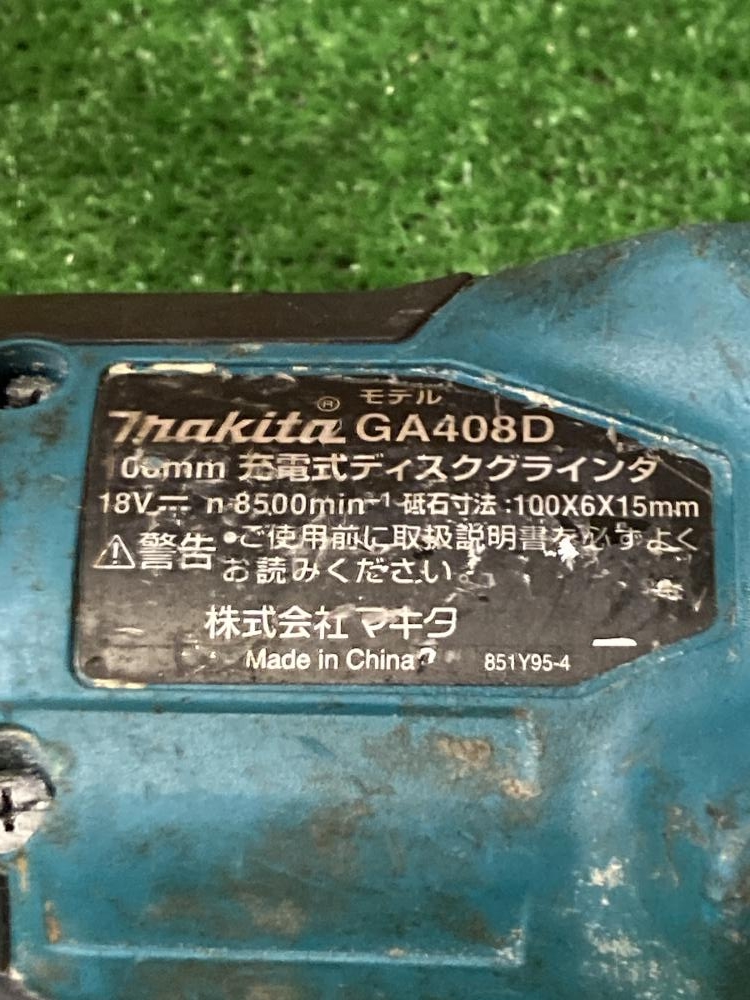 モデル
makita® GA408D
100mm 充電式ディスクグラインダ
18V⎓ n 8500min⁻¹ 砥石寸法:100X6X15mm
⚠警告 •ご使用前に取扱説明書を必ずよく
お読みください。
株式会社マキタ
Made in China 851Y95-4